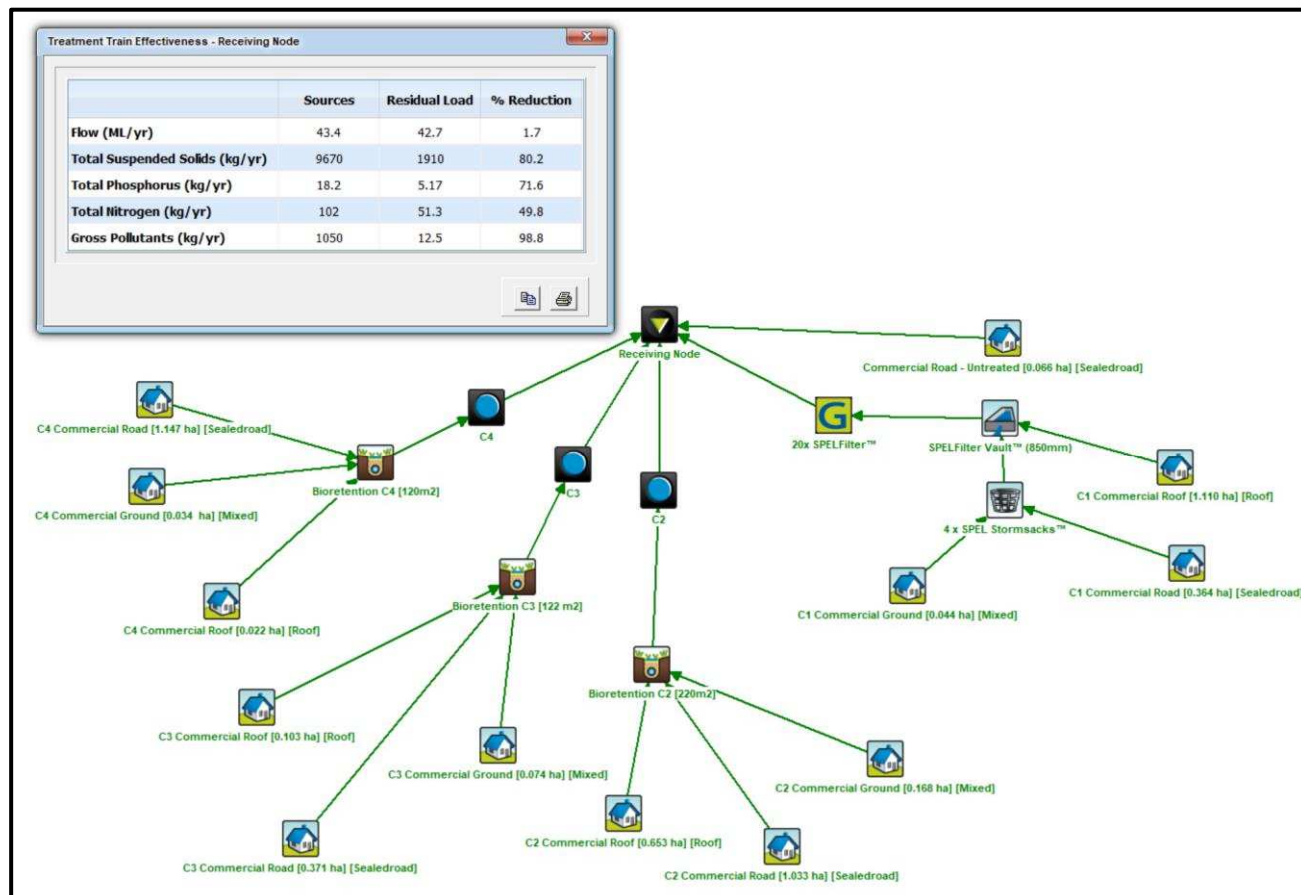 Treatment Train Effectiveness - Receiving Node
Sources Residual Load % Reduction
Flow (ML/yr) 43.4 42.7 1.7
Total Suspended Solids (kg/yr) 9670 1910 80.2
Total Phosphorus (kg/yr) 18.2 5.17 71.6
Total Nitrogen (kg/yr) 102 51.3 49.8
Gross Pollutants (kg/yr) 1050 12.5 98.8
Receiving Node
Commercial Road - Untreated [0.066 ha] [Sealedroad]
C4 Commercial Road [1.147 ha] [Sealedroad]
C4
G
20x SPELFilter™
SPELFilter Vault™ (850mm)
C3
Bioretention C4 [120m2]
C1 Commercial Roof [1.110 ha] [Roof]
C4 Commercial Ground [0.034 ha] [Mixed]
C2
4 x SPEL Stormsacks™
C1 Commercial Road [0.364 ha] [Sealedroad]
Bioretention C3 [122 m2]
C1 Commercial Ground [0.044 ha] [Mixed]
C4 Commercial Roof [0.022 ha] [Roof]
Bioretention C2 [220m2]
C3 Commercial Roof [0.103 ha] [Roof]
C3 Commercial Ground [0.074 ha] [Mixed]
C2 Commercial Ground [0.168 ha] [Mixed]
C2 Commercial Roof [0.653 ha] [Roof]
C3 Commercial Road [0.371 ha] [Sealedroad]
C2 Commercial Road [1.033 ha] [Sealedroad]